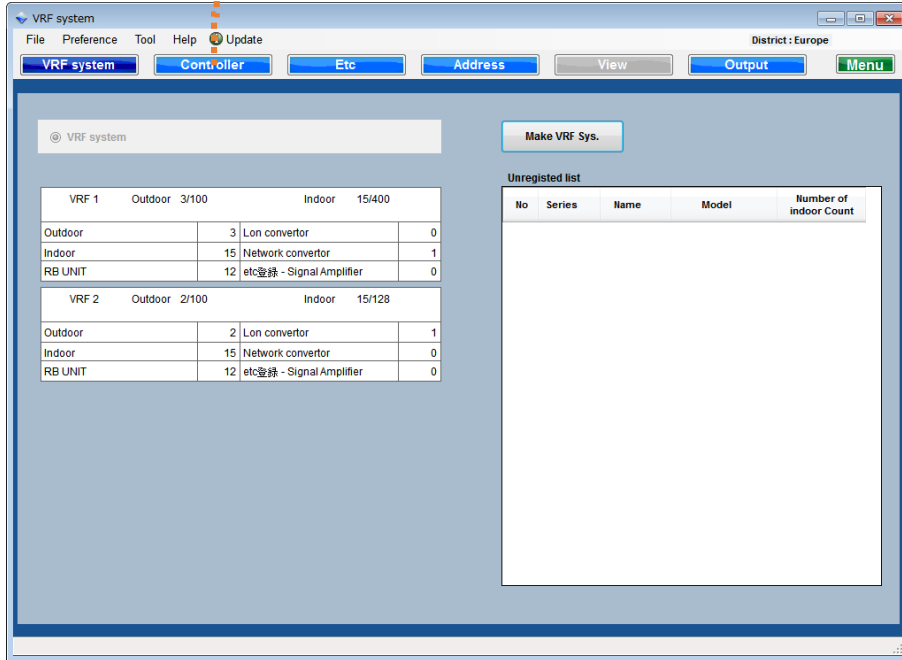 VRF system
File Preference Tool Help Update District : Europe
VRF system Controller Etc Address View Output Menu
VRF system
Make VRF Sys.
Unregisted list
No Series Name Model Number of indoor Count
VRF 1 Outdoor 3/100 Indoor 15/400
Outdoor 3 Lon convertor 0
Indoor 15 Network convertor 1
RB UNIT 12 etc登録 - Signal Amplifier 0
VRF 2 Outdoor 2/100 Indoor 15/128
Outdoor 2 Lon convertor 1
Indoor 15 Network convertor 0
RB UNIT 12 etc登録 - Signal Amplifier 0